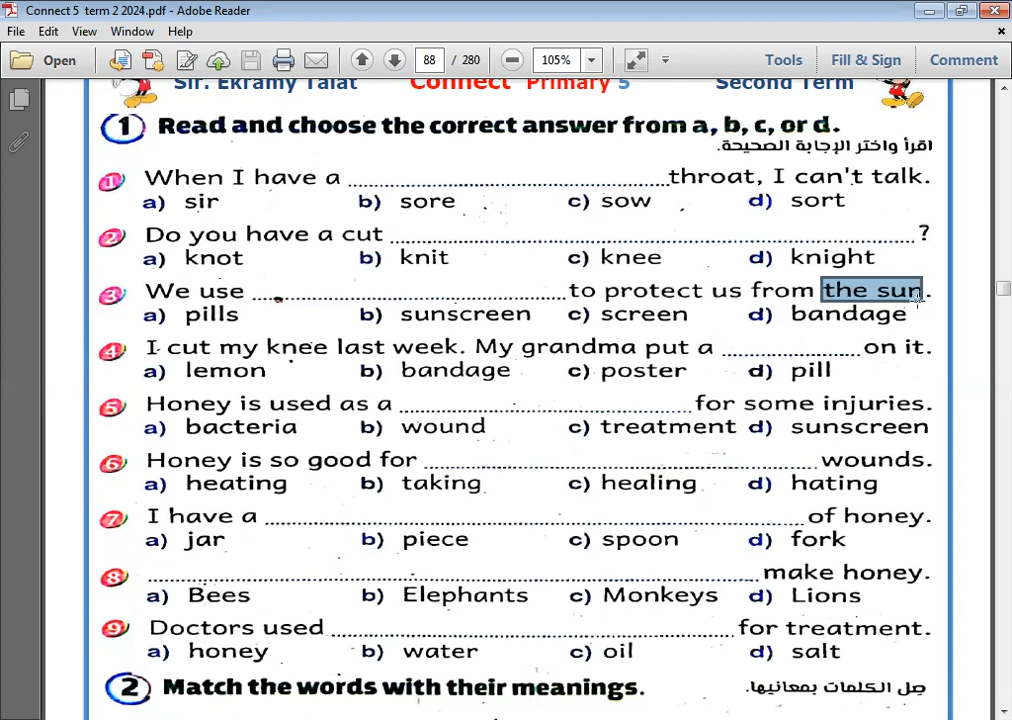 Connect 5 term 2 2024.pdf - Adobe Reader
File Edit View Window Help
Open 88 / 280 105% Tools Fill & Sign Comment
Sir. Ekramy Talat Connect Primary 5 Second Term
1 Read and choose the correct answer from a, b, c, or d.
اقرأ واختر الإجابة الصحيحة.
1 When I have a ........ throat, I can't talk.
a) sir b) sore c) sow d) sort
2 Do you have a cut ........ ?
a) knot b) knit c) knee d) knight
3 We use ........ to protect us from the sun.
a) pills b) sunscreen c) screen d) bandage
4 I cut my knee last week. My grandma put a ........ on it.
a) lemon b) bandage c) poster d) pill
5 Honey is used as a ........ for some injuries.
a) bacteria b) wound c) treatment d) sunscreen
6 Honey is so good for ........ wounds.
a) heating b) taking c) healing d) hating
7 I have a ........ of honey.
a) jar b) piece c) spoon d) fork
8 ........ make honey.
a) Bees b) Elephants c) Monkeys d) Lions
9 Doctors used ........ for treatment.
a) honey b) water c) oil d) salt
2 Match the words with their meanings. صِل الكلمات بمعانيها.